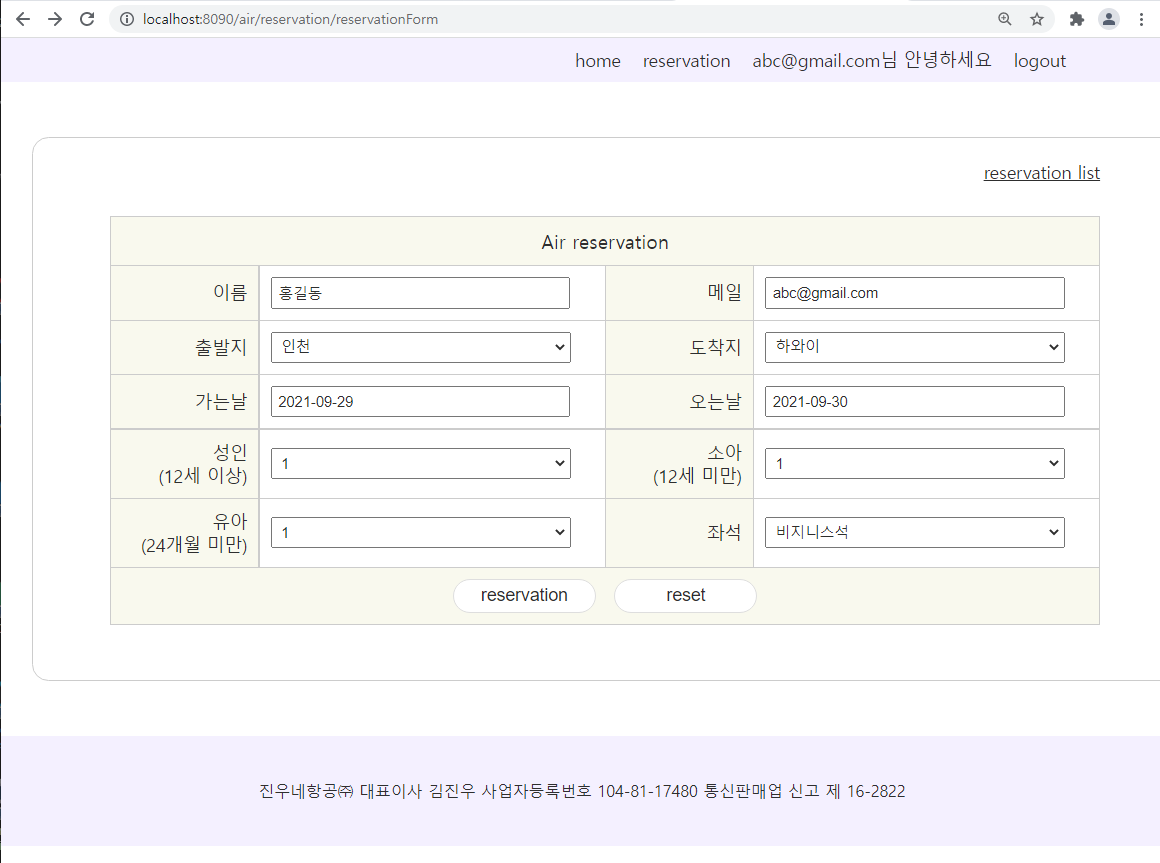 localhost:8090/air/reservation/reservationForm
home reservation abc@gmail.com님 안녕하세요 logout
reservation list
Air reservation
이름 홍길동 메일 abc@gmail.com
출발지 인천 도착지 하와이
가는날 2021-09-29 오는날 2021-09-30
성인
(12세 이상) 1 소아
(12세 미만) 1
유아
(24개월 미만) 1 좌석 비지니스석
reservation reset
진우네항공㈜ 대표이사 김진우 사업자등록번호 104-81-17480 통신판매업 신고 제 16-2822